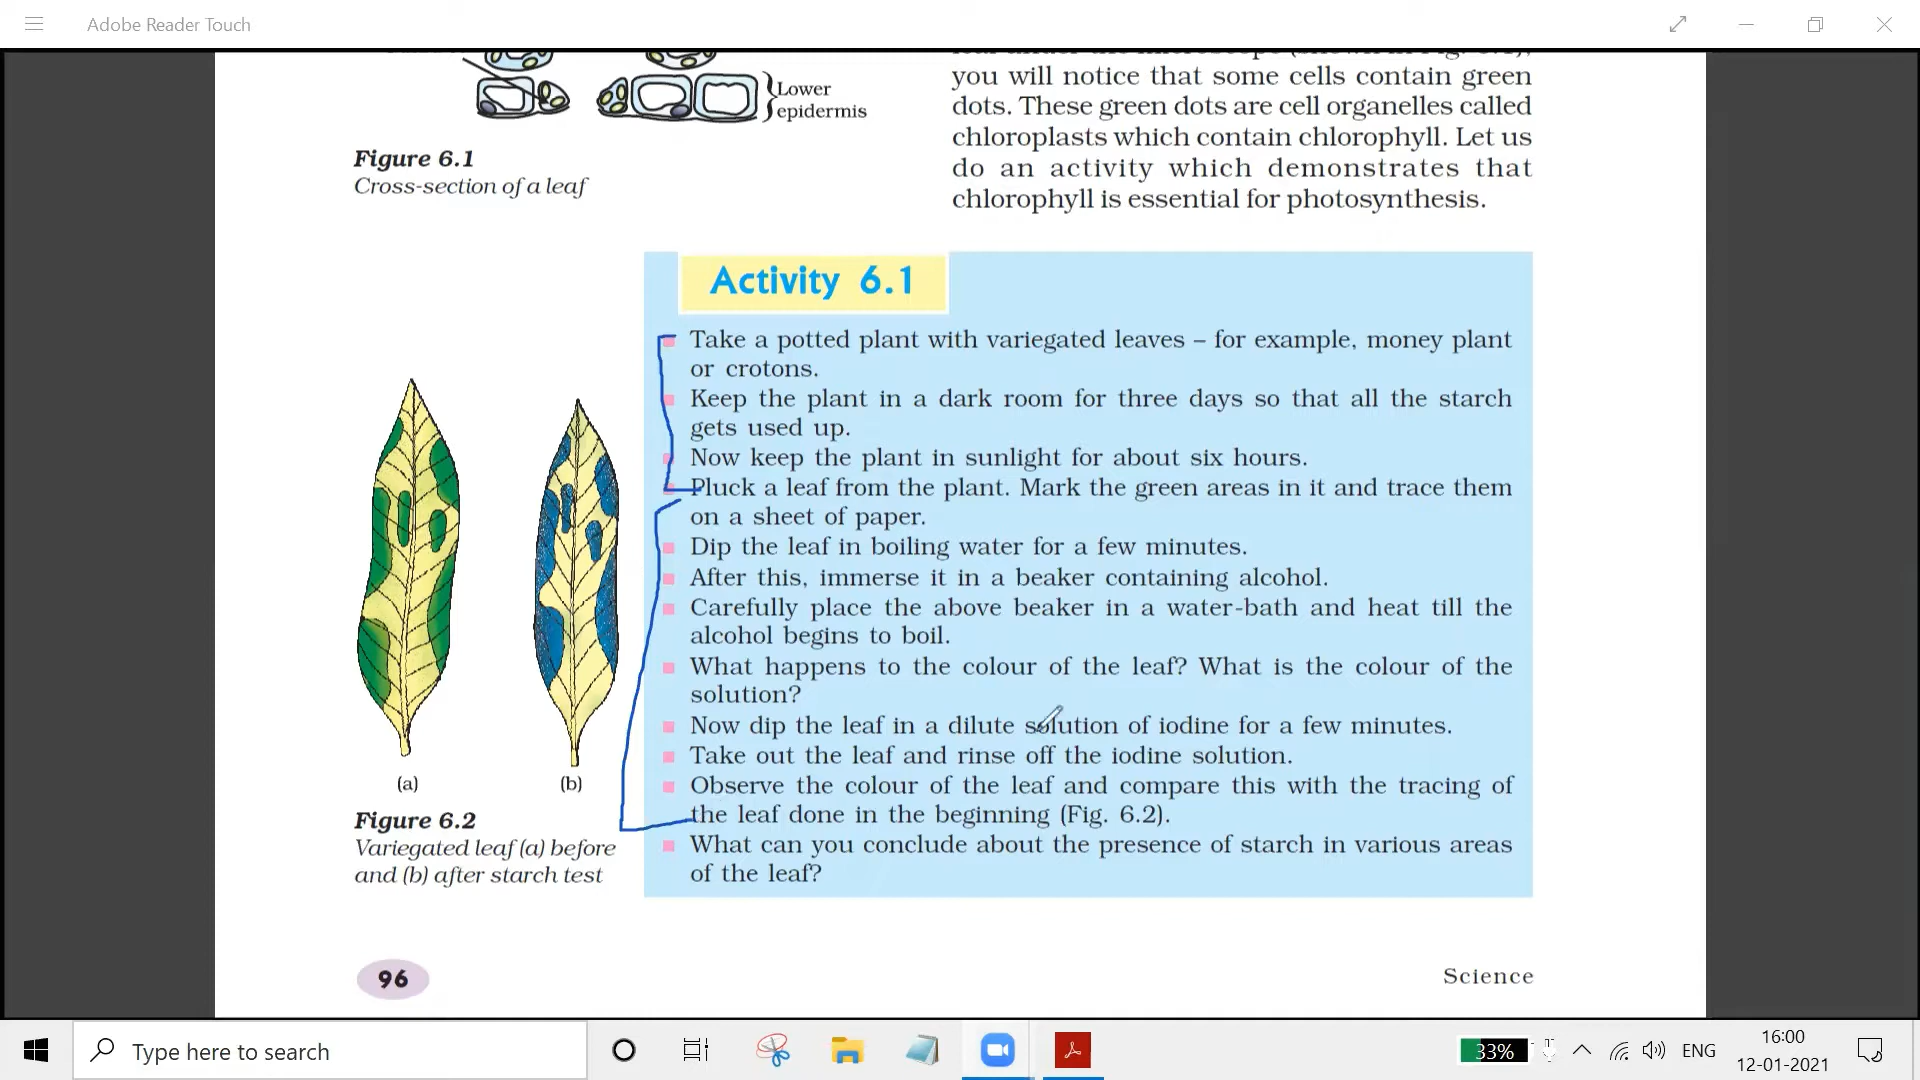 Adobe Reader Touch
you will notice that some cells contain green
dots. These green dots are cell organelles called
chloroplasts which contain chlorophyll. Let us
do an activity which demonstrates that
chlorophyll is essential for photosynthesis.
Lower
epidermis
Figure 6.1
Cross-section of a leaf
Activity 6.1
Take a potted plant with variegated leaves – for example, money plant
or crotons.
Keep the plant in a dark room for three days so that all the starch
gets used up.
Now keep the plant in sunlight for about six hours.
Pluck a leaf from the plant. Mark the green areas in it and trace them
on a sheet of paper.
Dip the leaf in boiling water for a few minutes.
After this, immerse it in a beaker containing alcohol.
Carefully place the above beaker in a water-bath and heat till the
alcohol begins to boil.
What happens to the colour of the leaf? What is the colour of the
solution?
Now dip the leaf in a dilute solution of iodine for a few minutes.
Take out the leaf and rinse off the iodine solution.
Observe the colour of the leaf and compare this with the tracing of
the leaf done in the beginning (Fig. 6.2).
What can you conclude about the presence of starch in various areas
of the leaf?
(a)
(b)
Figure 6.2
Variegated leaf (a) before
and (b) after starch test
96
Science
Type here to search
33%
ENG
16:00
12-01-2021